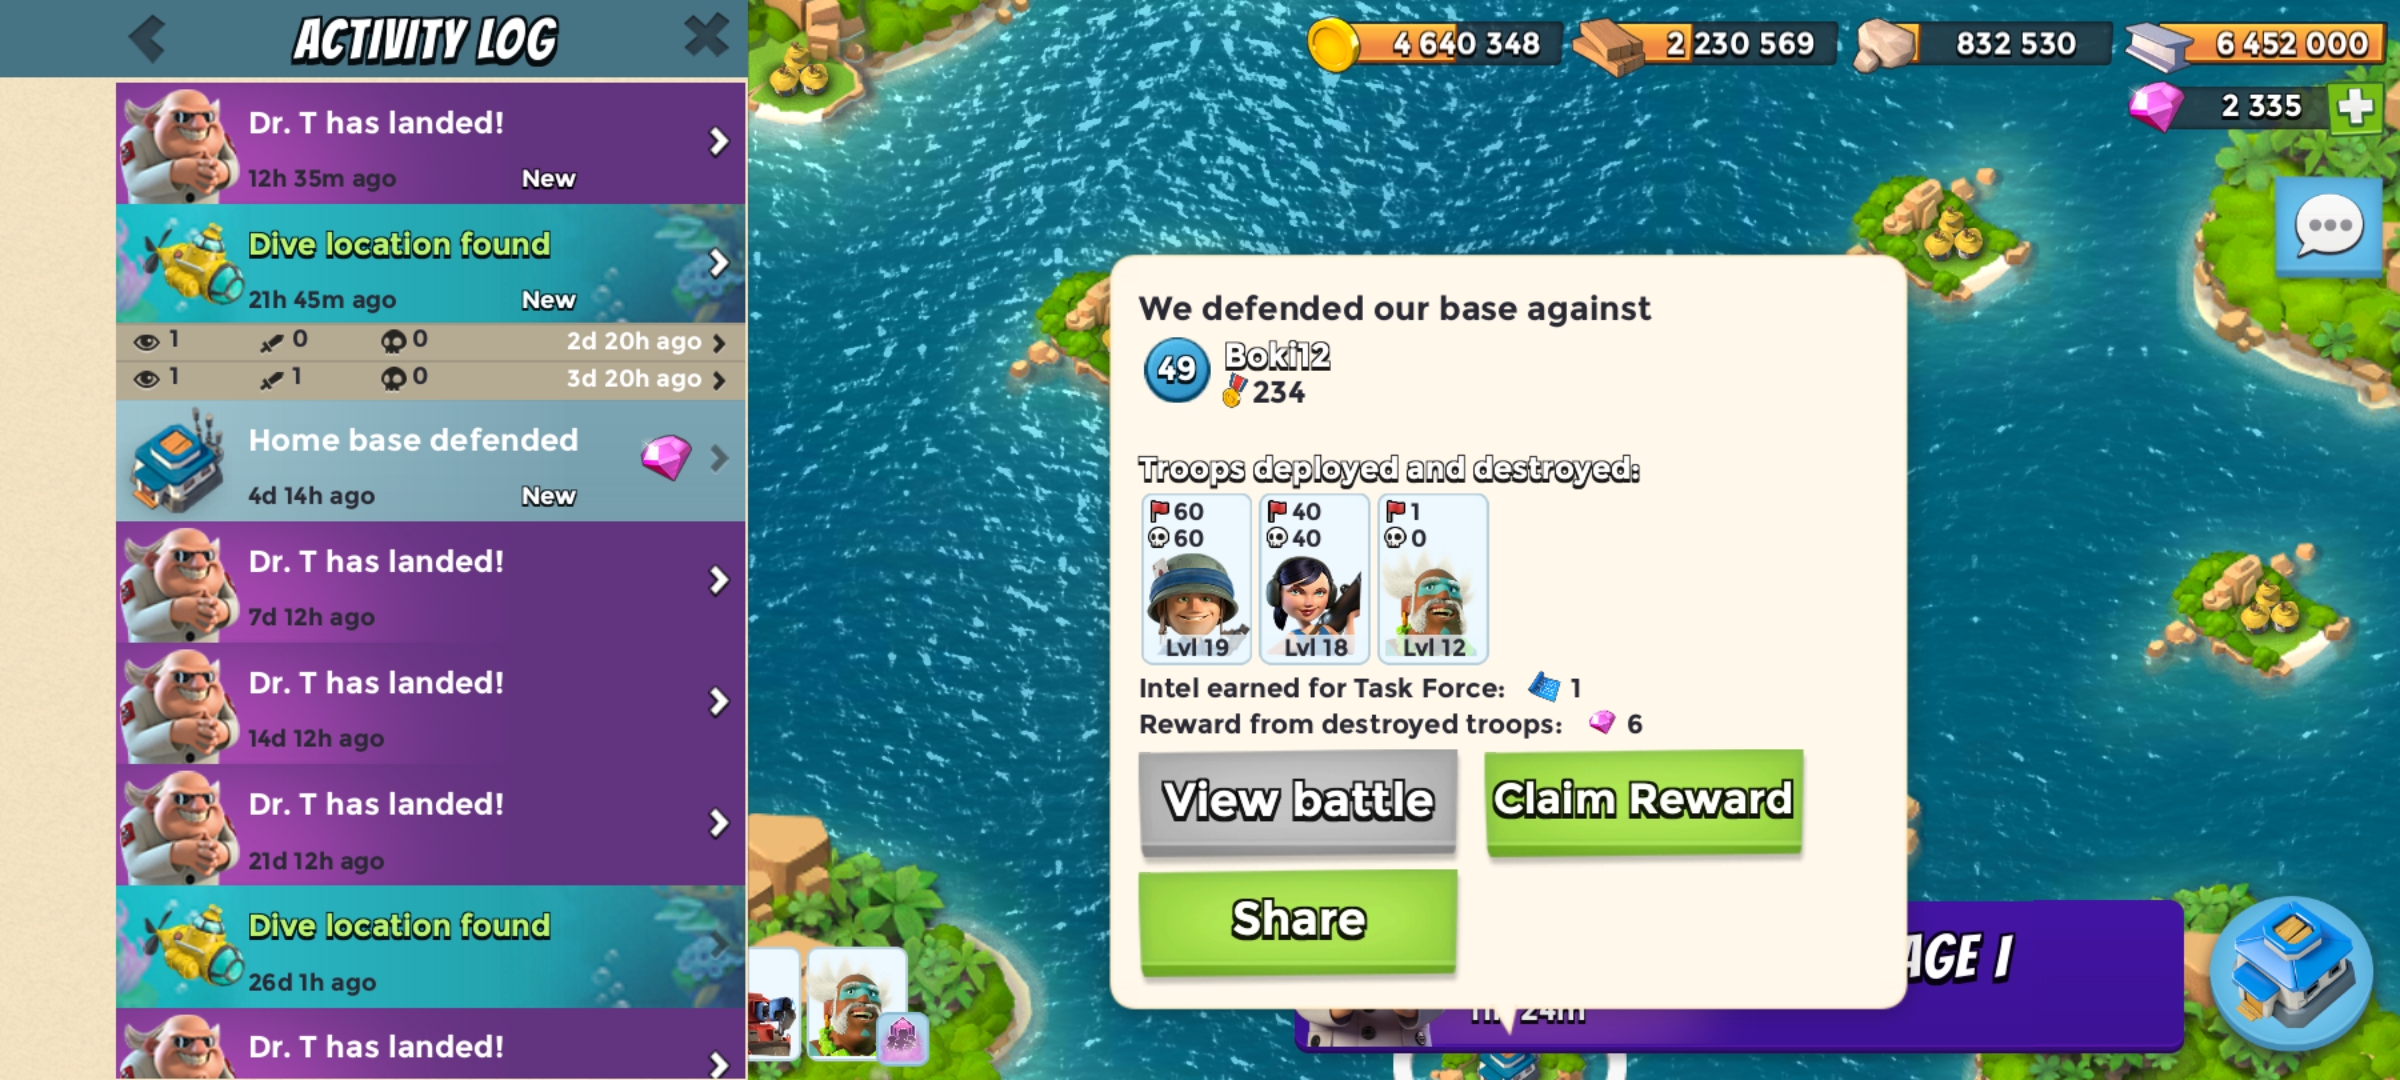 ACTIVITY LOG
4 640 348
2 230 569
832 530
6 452 000
2 335
Dr. T has landed!
12h 35m ago
New
Dive location found
21h 45m ago
New
1
0
0
2d 20h ago
1
1
0
3d 20h ago
Home base defended
4d 14h ago
New
Dr. T has landed!
7d 12h ago
Dr. T has landed!
14d 12h ago
Dr. T has landed!
21d 12h ago
Dive location found
26d 1h ago
Dr. T has landed!
We defended our base against
49
Boki12
234
Troops deployed and destroyed:
60
60
Lvl 19
40
40
Lvl 18
1
0
Lvl 12
Intel earned for Task Force: 1
Reward from destroyed troops: 6
View battle
Claim Reward
Share
AGE I
24m